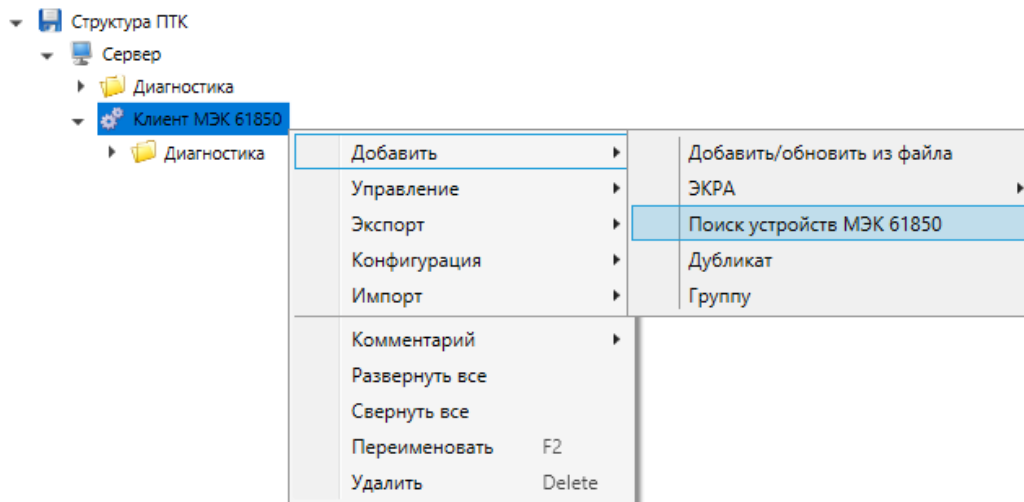 Структура ПТК
Сервер
Диагностика
Клиент МЭК 61850
Диагностика
Добавить
Управление
Экспорт
Конфигурация
Импорт
Комментарий
Развернуть все
Свернуть все
Переименовать F2
Удалить Delete
Добавить/обновить из файла
ЭКРА
Поиск устройств МЭК 61850
Дубликат
Группу